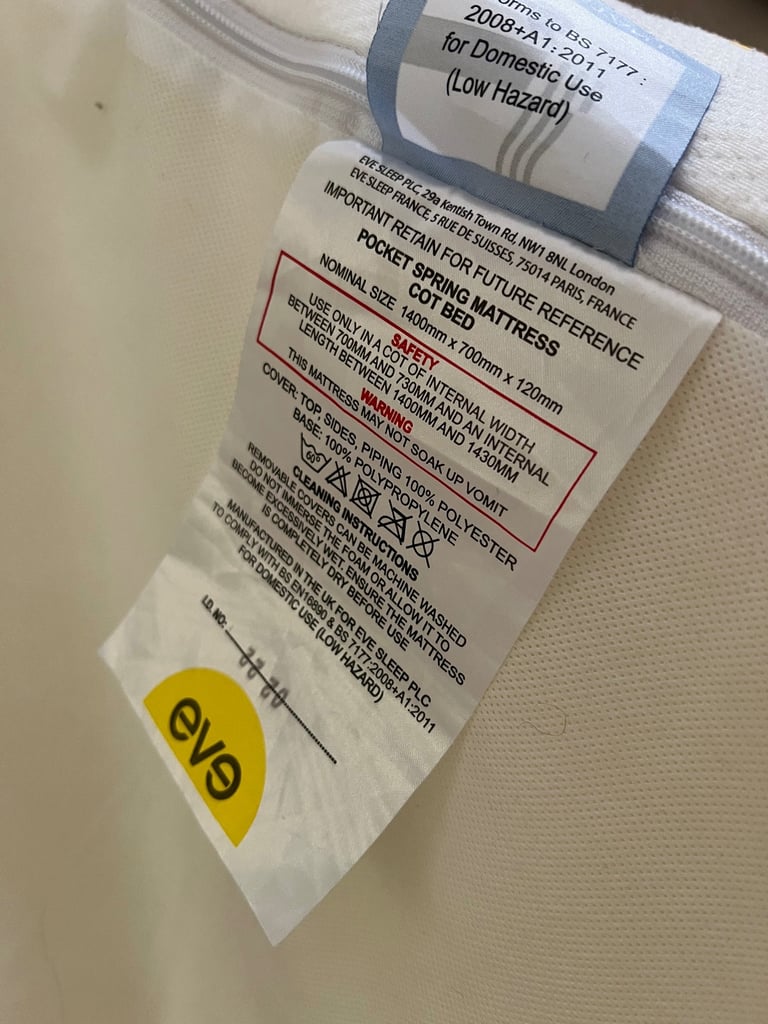 orms to BS 7177 :
2008+A1: 2011
for Domestic Use
(Low Hazard)
EVE SLEEP PLC, 29a Kentish Town Rd, NW1 8NL London
EVE SLEEP FRANCE, 5 RUE DE SUISSES, 75014 PARIS, FRANCE
IMPORTANT RETAIN FOR FUTURE REFERENCE
POCKET SPRING MATTRESS
COT BED
NOMINAL SIZE 1400mm x 700mm x 120mm
SAFETY
USE ONLY IN A COT OF INTERNAL WIDTH
BETWEEN 700MM AND 730MM AND AN INTERNAL
LENGTH BETWEEN 1400MM AND 1430MM
WARNING
THIS MATTRESS MAY NOT SOAK UP VOMIT
COVER: TOP, SIDES, PIPING 100% POLYESTER
BASE: 100% POLYPROPYLENE
60°
CLEANING INSTRUCTIONS
REMOVABLE COVERS CAN BE MACHINE WASHED
DO NOT IMMERSE THE FOAM OR ALLOW IT TO
BECOME EXCESSIVELY WET. ENSURE THE MATTRESS
IS COMPLETELY DRY BEFORE USE
MANUFACTURED IN THE UK FOR EVE SLEEP PLC
TO COMPLY WITH BS EN16890 & BS 7177:2008+A1:2011
FOR DOMESTIC USE (LOW HAZARD)
I.D. NO:
eve